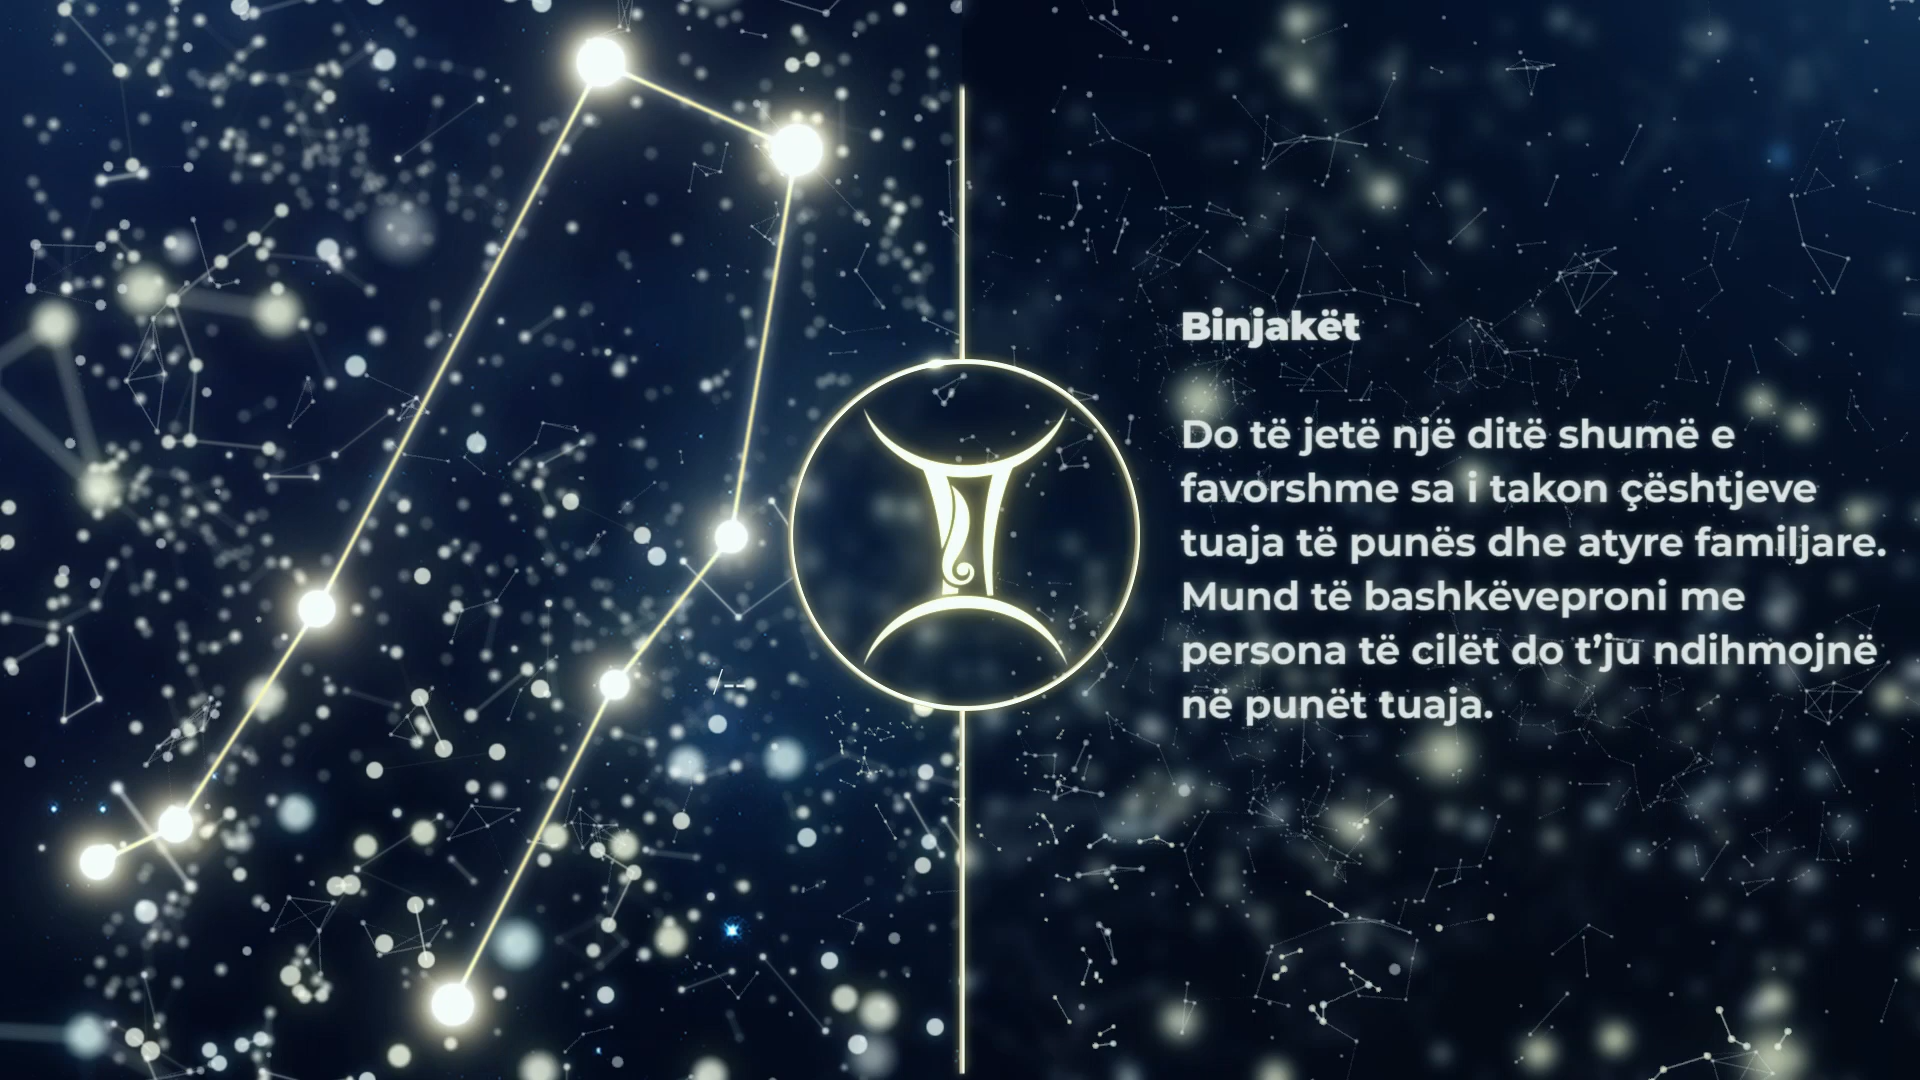 Binjakët
Do të jetë një ditë shumë e
favorshme sa i takon çështjeve
tuaja të punës dhe atyre familjare.
Mund të bashkëveproni me
persona të cilët do t’ju ndihmojnë
në punët tuaja.